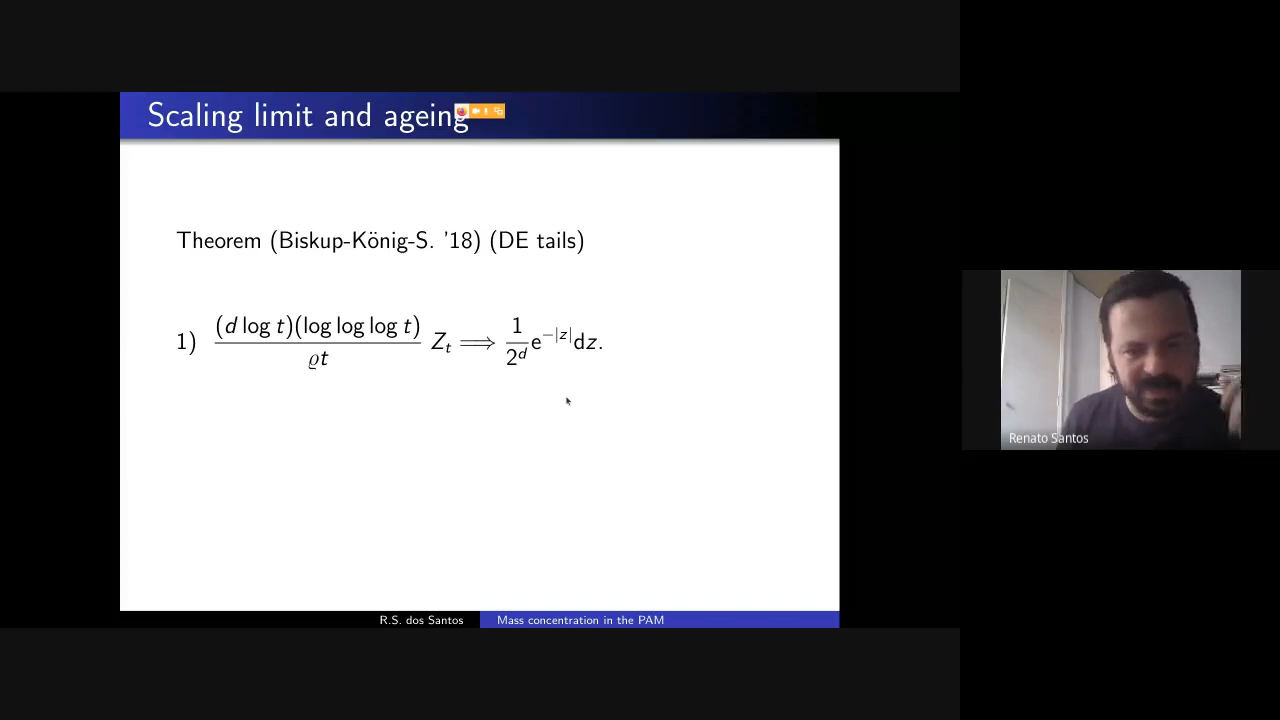 Scaling limit and ageing
Theorem (Biskup-König-S. '18) (DE tails)
1) (d log t)(log log log t) / ϱt Z_t ⟹ 1/2^d e^{−|z|}dz.
Renato Santos
R.S. dos Santos Mass concentration in the PAM